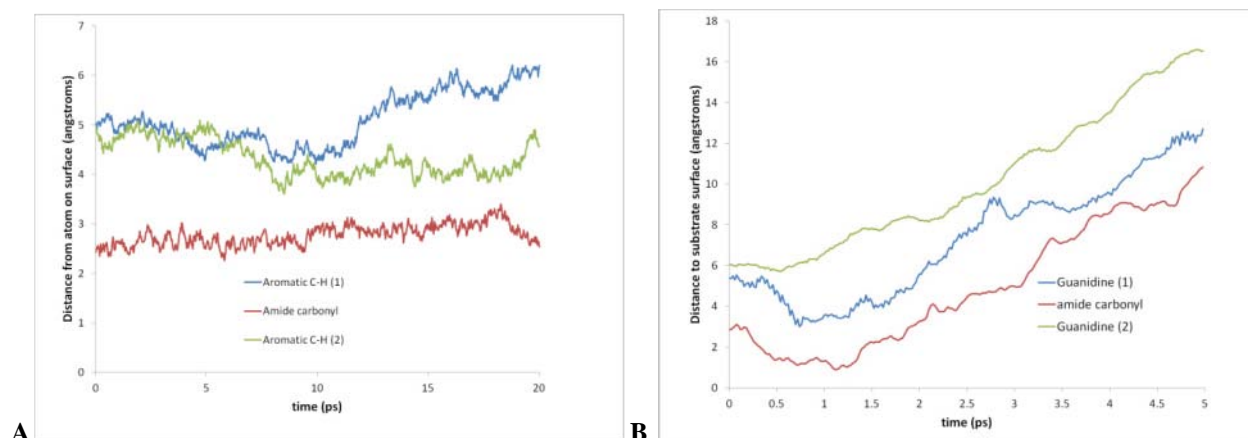 7
6
5
4
3
2
1
0
Distance from atom on surface (angstroms)
Aromatic C-H (1)
Amide carbonyl
Aromatic C-H (2)
0 5 10 15 20
time (ps)
A
18
16
14
12
10
8
6
4
2
0
Distance to substrate surface (angstroms)
Guanidine (1)
amide carbonyl
Guanidine (2)
0 0.5 1 1.5 2 2.5 3 3.5 4 4.5 5
time (ps)
B